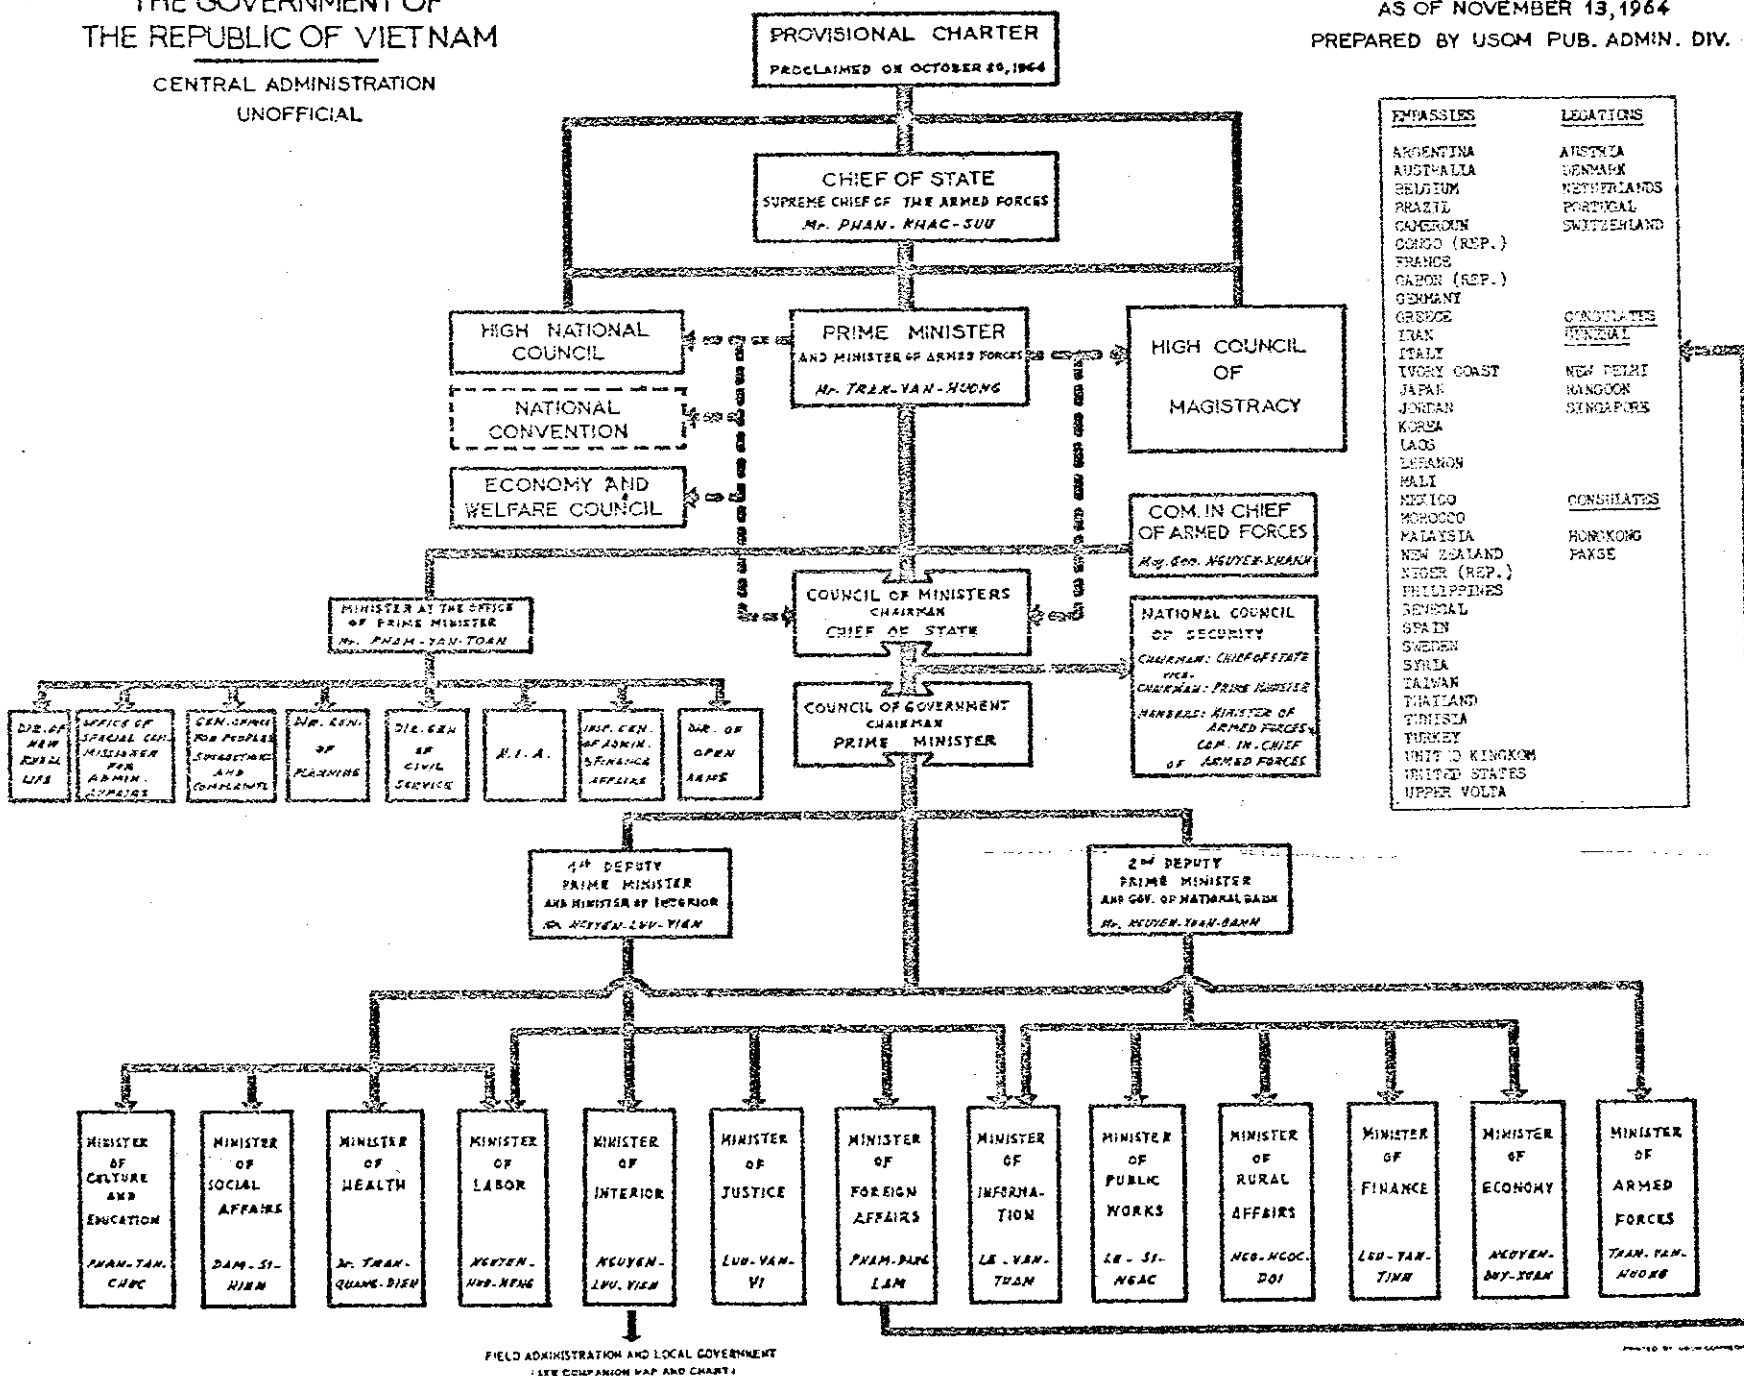 THE GOVERNMENT OF
THE REPUBLIC OF VIETNAM
CENTRAL ADMINISTRATION
UNOFFICIAL
AS OF NOVEMBER 13, 1964
PREPARED BY USOM PUB. ADMIN. DIV.
PROVISIONAL CHARTER
PROCLAIMED ON OCTOBER 20, 1964
CHIEF OF STATE
SUPREME CHIEF OF THE ARMED FORCES
Mr. PHAN-KHAC-SUU
HIGH NATIONAL
COUNCIL
NATIONAL
CONVENTION
ECONOMY AND
WELFARE COUNCIL
PRIME MINISTER
AND MINISTER OF ARMED FORCES
Mr. TRAN-VAN-HUONG
HIGH COUNCIL
OF
MAGISTRACY
COM. IN CHIEF
OF ARMED FORCES
NGUYEN-KHANH
COUNCIL OF MINISTERS
CHAIRMAN
CHIEF OF STATE
NATIONAL COUNCIL
OF SECURITY
CHAIRMAN: CHIEF OF STATE
VICE-
CHAIRMAN: PRIME MINISTER
MEMBERS: MINISTER OF
ARMED FORCES
COM. IN-CHIEF
OF ARMED FORCES
COUNCIL OF GOVERNMENT
CHAIRMAN
PRIME MINISTER
MINISTER AT THE OFFICE
OF PRIME MINISTER
Mr. PHAM-VAN-TOAN
DIR. OF
NEW
RURAL
LIFE
OFFICE OF
SPECIAL COM-
MISSIONER
FOR
ADMIN.
AFFAIRS
GEN. OFFICE
FOR PEOPLES
SUGGESTIONS
AND
COMPLAINTS
DIR. GEN.
OF
PLANNING
DIR. GEN
OF
CIVIL
SERVICE
N.I.A.
INSP. GEN.
OF ADMIN.
& FINANCE
AFFAIRS
DIR. OF
OPEN
ARMS
1st DEPUTY
PRIME MINISTER
AND MINISTER OF INTERIOR
NGUYEN-LUU-VIEN
2nd DEPUTY
PRIME MINISTER
AND GOV. OF NATIONAL BANK
Mr. NGUYEN-XUAN-OANH
MINISTER
OF
CULTURE
AND
EDUCATION
PHAN-TAN-
CHUC
MINISTER
OF
SOCIAL
AFFAIRS
DAM-SI-
HIEN
MINISTER
OF
HEALTH
Dr. TRAN-
QUANG-DIEN
MINISTER
OF
LABOR
NGUYEN-
MINISTER
OF
INTERIOR
NGUYEN-
LUU-VIEN
MINISTER
OF
JUSTICE
LUU-VAN-
VI
MINISTER
OF
FOREIGN
AFFAIRS
PHAM-DANG
LAM
MINISTER
OF
INFORMA-
TION
LE-VAN-
TUAN
MINISTER
OF
PUBLIC
WORKS
LE-SI-
NGAC
MINISTER
OF
RURAL
AFFAIRS
NGO-NGOC-
DOI
MINISTER
OF
FINANCE
LUU-VAN-
TINH
MINISTER
OF
ECONOMY
NGUYEN-
DUY-XUAN
MINISTER
OF
ARMED
FORCES
TRAN-VAN-
HUONG
FIELD ADMINISTRATION AND LOCAL GOVERNMENT
(SEE COMPANION MAP AND CHART)
EMBASSIES
ARGENTINA
AUSTRALIA
BELGIUM
BRAZIL
CAMEROUN
CONGO (REP.)
FRANCE
GABON (REP.)
GERMANY
GREECE
IRAN
ITALY
IVORY COAST
JAPAN
JORDAN
KOREA
LAOS
LEBANON
MALI
MEXICO
MOROCCO
MALAYSIA
NEW ZEALAND
NIGER (REP.)
PHILIPPINES
SENEGAL
SPAIN
SWEDEN
SYRIA
TAIWAN
THAILAND
TUNISIA
TURKEY
UNITED KINGKOM
UNITED STATES
UPPER VOLTA
LEGATIONS
AUSTRIA
DENMARK
NETHERLANDS
PORTUGAL
SWITZERLAND
CONSULATES
GENERAL
NEW DELHI
RANGOON
SINGAPORE
CONSULATES
HONGKONG
PAKSE